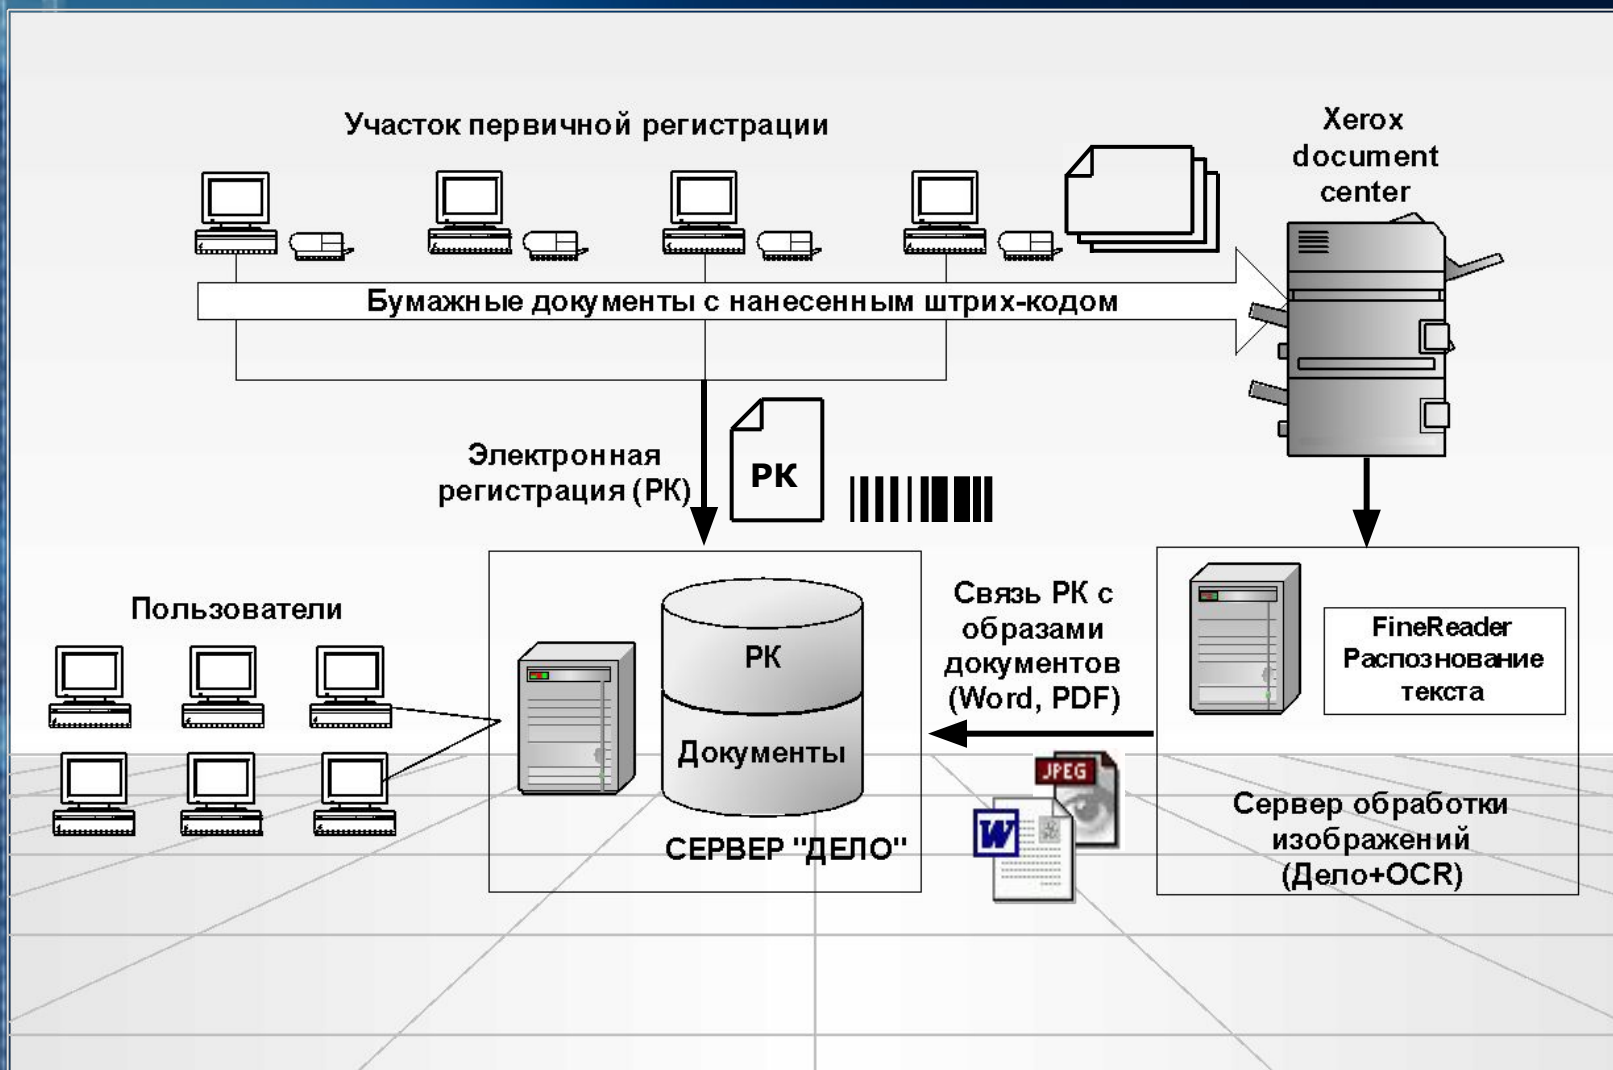 Участок первичной регистрации
Xerox
document
center
Бумажные документы с нанесенным штрих-кодом
Электронная
регистрация (РК)
РК
Пользователи
РК
Документы
СЕРВЕР "ДЕЛО"
Связь РК с
образами
документов
(Word, PDF)
JPEG
W
FineReader
Распознование
текста
Сервер обработки
изображений
(Дело+OCR)